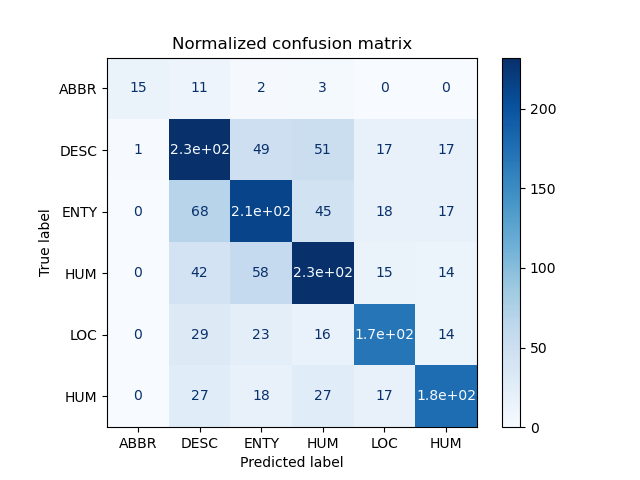 Normalized confusion matrix
ABBR 15 11 2 3 0 0
DESC 1 2.3e+02 49 51 17 17
ENTY 0 68 2.1e+02 45 18 17
HUM 0 42 58 2.3e+02 15 14
LOC 0 29 23 16 1.7e+02 14
HUM 0 27 18 27 17 1.8e+02
ABBR DESC ENTY HUM LOC HUM
Predicted label
True label
200
150
100
50
0